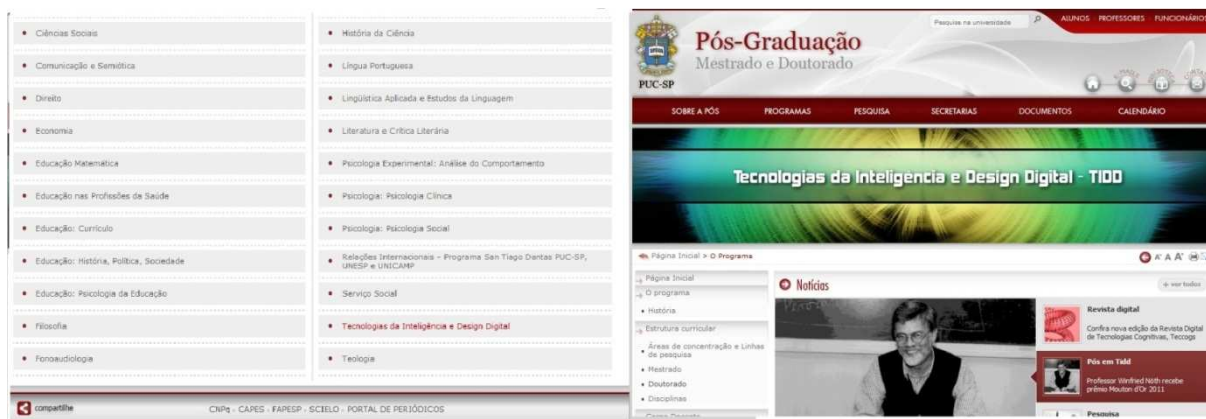 Ciências Sociais
Comunicação e Semiótica
Direito
Economia
Educação Matemática
Educação nas Profissões de Saúde
Educação: Currículo
Educação: História, Política, Sociedade
Educação: Psicologia da Educação
Filosofia
Fonoaudiologia
História da Ciência
Língua Portuguesa
Lingüística Aplicada e Estudos da Linguagem
Literatura e Crítica Literária
Psicologia Experimental: Análise do Comportamento
Psicologia: Psicologia Clínica
Psicologia: Psicologia Social
Relações Internacionais - Programa San Tiago Dantas PUC-SP,
UNESP e UNICAMP
Serviço Social
Tecnologias da Inteligência e Design Digital
Teologia
compartilhe
CNPq - CAPES - FAPESP - SCIELO - PORTAL DE PERIÓDICOS
Pesquisa na universidade
ALUNOS PROFESSORES FUNCIONÁRIOS
PUC-SP
Pós-Graduação
Mestrado e Doutorado
SOBRE A PÓS PROGRAMAS PESQUISA SECRETARIAS DOCUMENTOS CALENDÁRIO
Tecnologias da Inteligência e Design Digital - TIDD
Página Inicial > O Programa
A A A
Página Inicial
O programa
História
Estrutura curricular
Áreas de concentração e Linhas
de pesquisa
Mestrado
Doutorado
Disciplinas
Corpo Docente
Notícias
+ ver todos
Revista digital
Confira nova edição da Revista Digital
de Tecnologias Cognitivas, Teccogs
Pós em Tidd
Professor Winfried Nöth recebe
prêmio Mouton d'Or 2011
Pesquisa